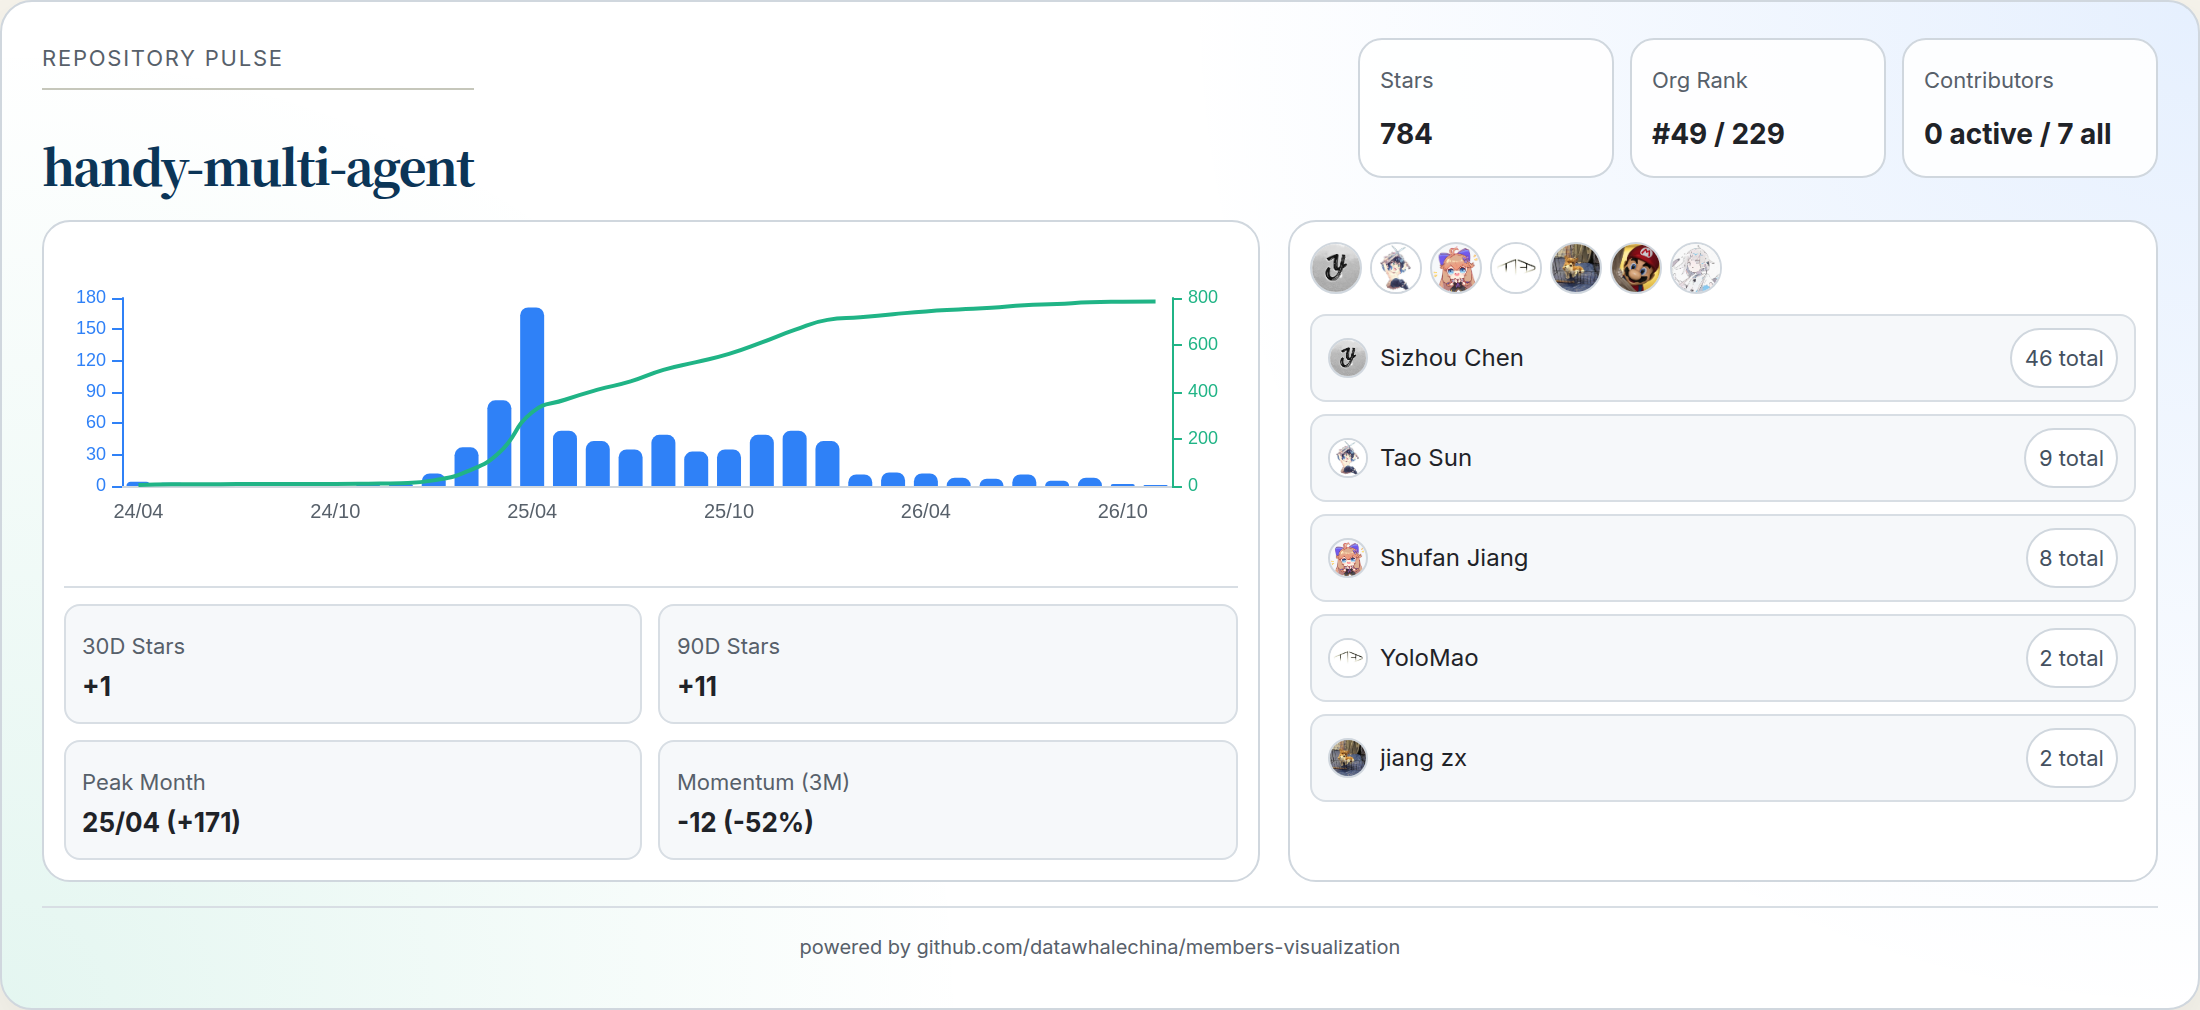 REPOSITORY PULSE
handy-multi-agent
Stars
784
Org Rank
#49 / 229
Contributors
0 active / 7 all
180
150
120
90
60
30
0
800
600
400
200
0
24/04
24/10
25/04
25/10
26/04
26/10
30D Stars
+1
90D Stars
+11
Peak Month
25/04 (+171)
Momentum (3M)
-12 (-52%)
Sizhou Chen
46 total
Tao Sun
9 total
Shufan Jiang
8 total
YoloMao
2 total
jiang zx
2 total
powered by github.com/datawhalechina/members-visualization